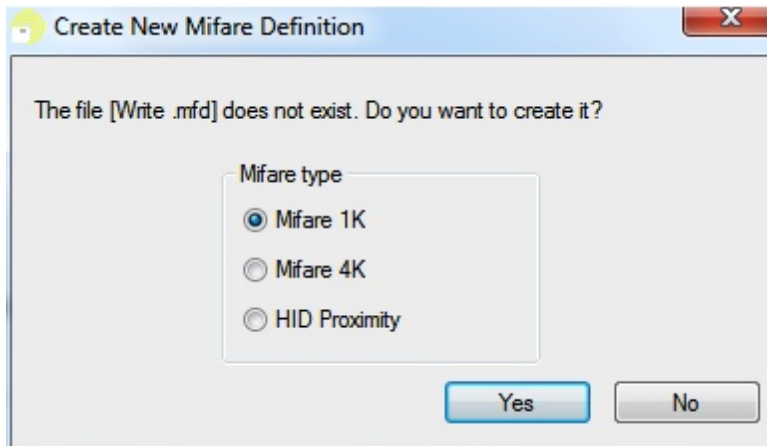 Create New Mifare Definition
The file [Write .mfd] does not exist. Do you want to create it?
Mifare type
Mifare 1K
Mifare 4K
HID Proximity
Yes
No